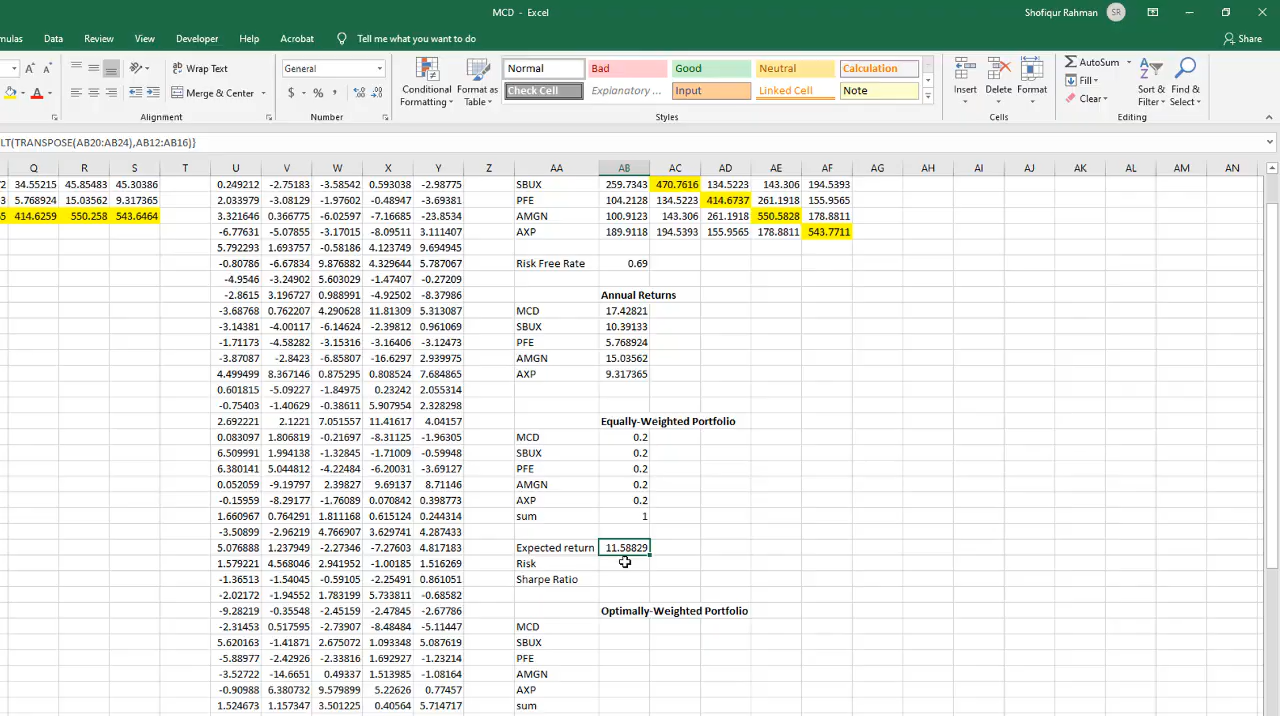 MCD - Excel
Shofiqur Rahman SR
mulas Data Review View Developer Help Acrobat Tell me what you want to do Share
Wrap Text General Normal Bad Good Neutral Calculation AutoSum
Fill
Merge & Center $ % Conditional Formatting Format as Table Check Cell Explanatory ... Input Linked Cell Note Insert Delete Format Clear Sort & Filter Find & Select
Alignment Number Styles Cells Editing
LT(TRANSPOSE(AB20:AB24),AB12:AB16)}
Q R S T U V W X Y Z AA AB AC AD AE AF AG AH AI AJ AK AL AM AN
72 34.55215 45.85483 45.30386 0.249212 -2.75183 -3.58542 0.593038 -2.98775 SBUX 259.7343 470.7616 134.5223 143.306 194.5393
3 5.768924 15.03562 9.317365 2.033979 -3.08129 -1.97602 -0.48947 -3.69381 PFE 104.2128 134.5223 414.6737 261.1918 155.9565
55 414.6259 550.258 543.6464 3.321646 0.366775 -6.02597 -7.16685 -23.8534 AMGN 100.9123 143.306 261.1918 550.5828 178.8811
-6.77631 -5.07855 -3.17015 -8.09511 3.111407 AXP 189.9118 194.5393 155.9565 178.8811 543.7711
5.792293 1.693757 -0.58186 4.123749 9.694945
-0.80786 -6.67834 9.876882 4.329644 5.787067 Risk Free Rate 0.69
-4.9546 -3.24902 5.603029 -1.47407 -0.27209
-2.8615 3.196727 0.988991 -4.92502 -8.37986 Annual Returns
-3.68768 0.762207 4.290628 11.81309 5.313087 MCD 17.42821
-3.14381 -4.00117 -6.14624 -2.39812 0.961069 SBUX 10.39133
-1.71173 -4.58282 -3.15316 -3.16406 -3.12473 PFE 5.768924
-3.87087 -2.8423 -6.85807 -16.6297 2.939975 AMGN 15.03562
4.499499 8.367146 0.875295 0.808524 7.684865 AXP 9.317365
0.601815 -5.09227 -1.84975 0.23242 2.055314
-0.75403 -1.40629 -0.38611 5.907954 2.328298
2.692221 2.1221 7.051557 11.41617 4.04157 Equally-Weighted Portfolio
0.083097 1.806819 -0.21697 -8.31125 -1.96305 MCD 0.2
6.509991 1.994138 -1.32845 -1.71009 -0.59948 SBUX 0.2
6.380141 5.044812 -4.22484 -6.20031 -3.69127 PFE 0.2
0.052059 -9.19797 2.39827 9.69137 8.71146 AMGN 0.2
-0.15959 -8.29177 -1.76089 0.070842 0.398773 AXP 0.2
1.660967 0.764291 1.811168 0.615124 0.244314 sum 1
-3.50899 -2.96219 4.766907 3.629741 4.287433
5.076888 1.237949 -2.27346 -7.27603 4.817183 Expected return 11.58829
1.579221 4.568046 2.941952 -1.00185 1.516269 Risk
-1.36513 -1.54045 -0.59105 -2.25491 0.861051 Sharpe Ratio
-2.02172 -1.94552 1.783199 5.733811 -0.68582
-9.28219 -0.35548 -2.45159 -2.47845 -2.67786 Optimally-Weighted Portfolio
-2.31453 0.517595 -2.73907 -8.48484 -5.11447 MCD
5.620163 -1.41871 2.675072 1.093348 5.087619 SBUX
-5.88977 -2.42926 -2.33816 1.692927 -1.23214 PFE
-3.52722 -14.6651 0.49337 1.513985 -1.08164 AMGN
-0.90988 6.380732 9.579899 5.22626 0.77457 AXP
1.524673 1.157347 3.501225 0.40564 5.714717 sum